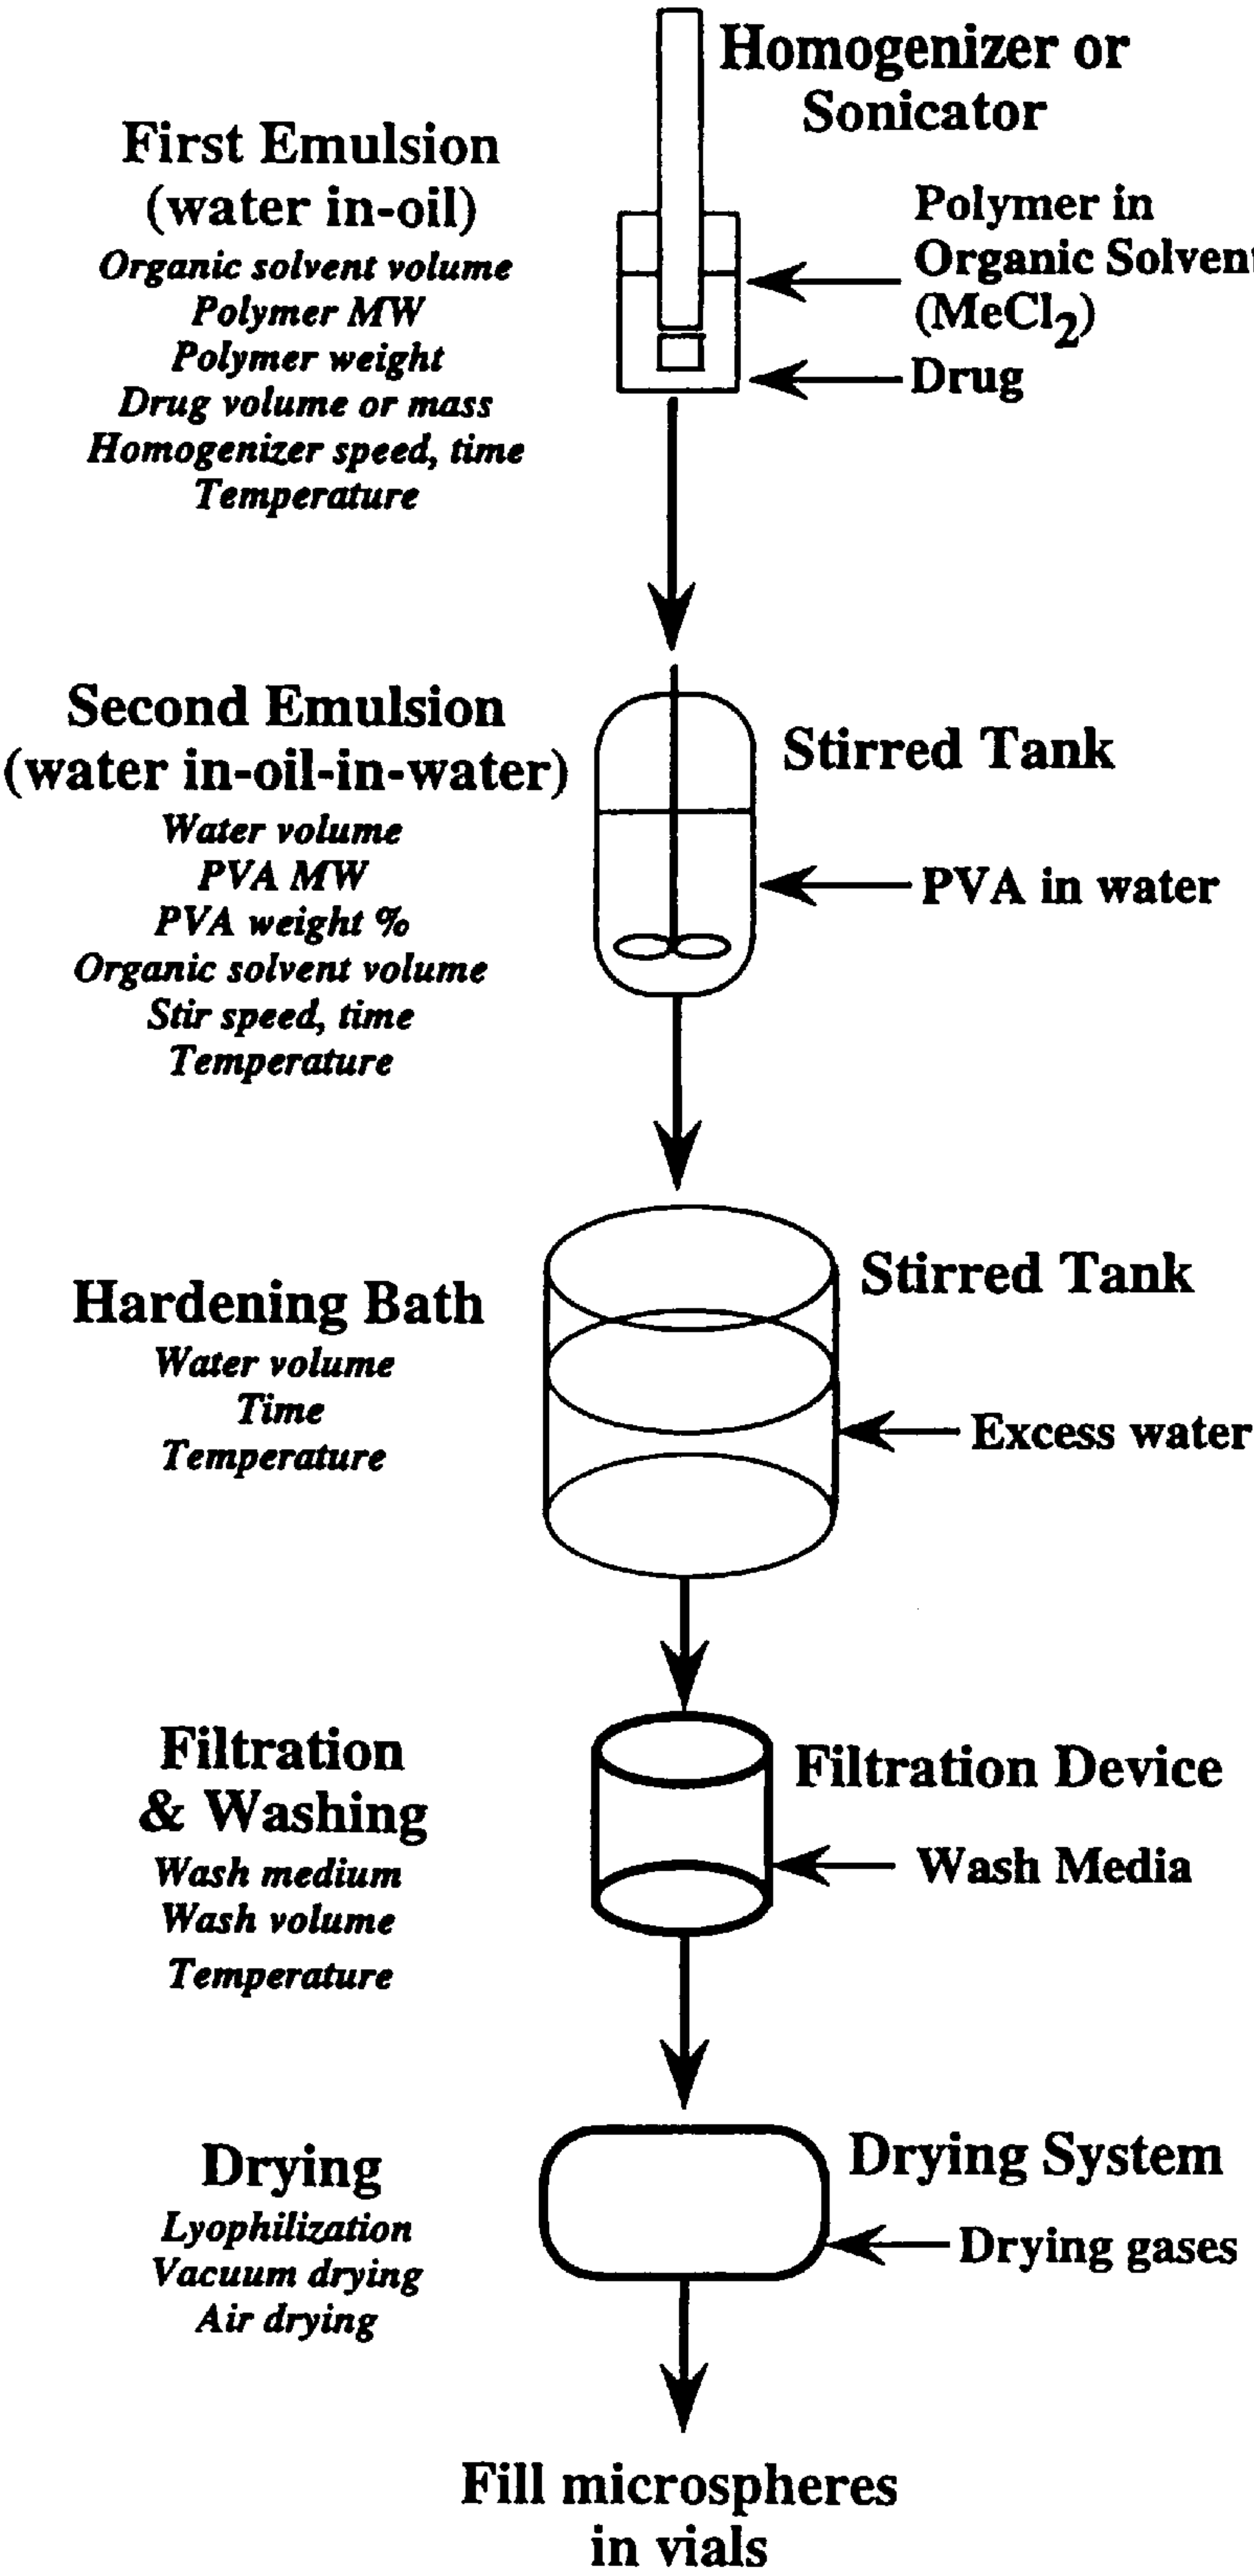 Homogenizer or
Sonicator
First Emulsion
(water in-oil)
Organic solvent volume
Polymer MW
Polymer weight
Drug volume or mass
Homogenizer speed, time
Temperature
Polymer in
Organic Solvent
(MeCl2)
Drug
Second Emulsion
(water in-oil-in-water)
Water volume
PVA MW
PVA weight %
Organic solvent volume
Stir speed, time
Temperature
Stirred Tank
PVA in water
Hardening Bath
Water volume
Time
Temperature
Stirred Tank
Excess water
Filtration
& Washing
Wash medium
Wash volume
Temperature
Filtration Device
Wash Media
Drying
Lyophilization
Vacuum drying
Air drying
Drying System
Drying gases
Fill microspheres
in vials